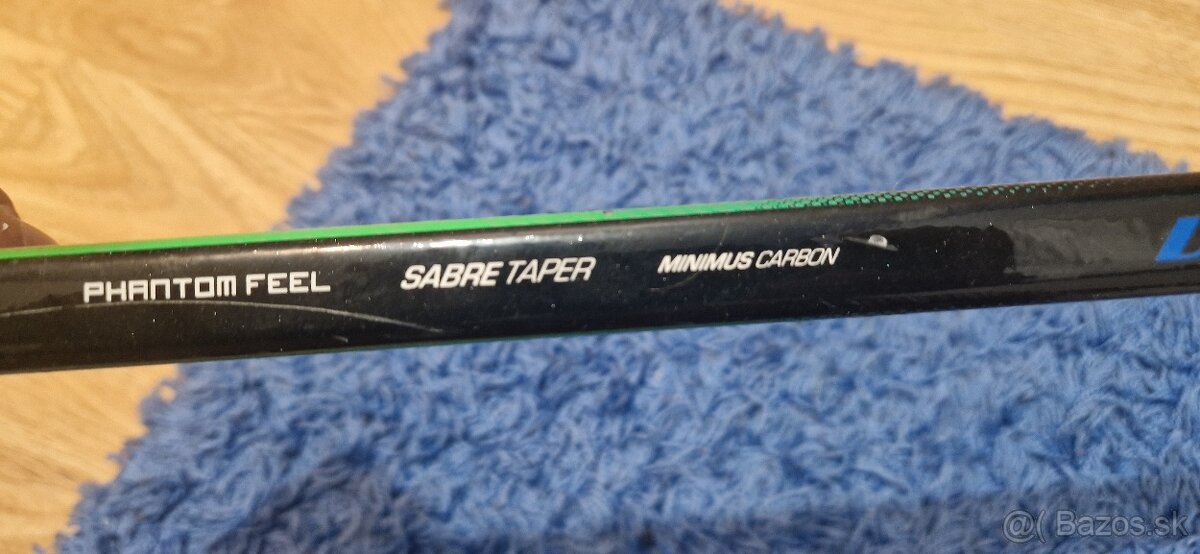 PHANTOM FEEL SABRE TAPER MINIMUS CARBON
@( Bazos.sk